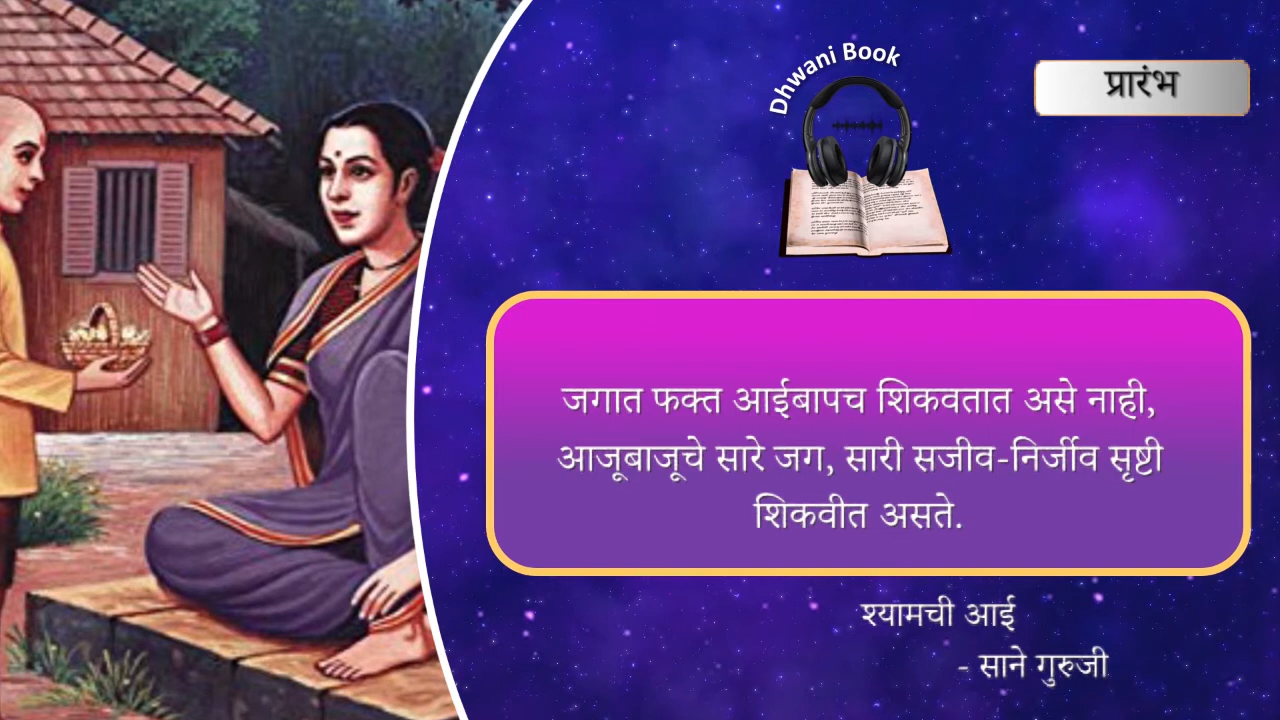 Dhwani Book
प्रारंभ
जगात फक्त आईबापच शिकवतात असे नाही,
आजूबाजूचे सारे जग, सारी सजीव-निर्जीव सृष्टी
शिकवीत असते.
श्यामची आई
- साने गुरुजी